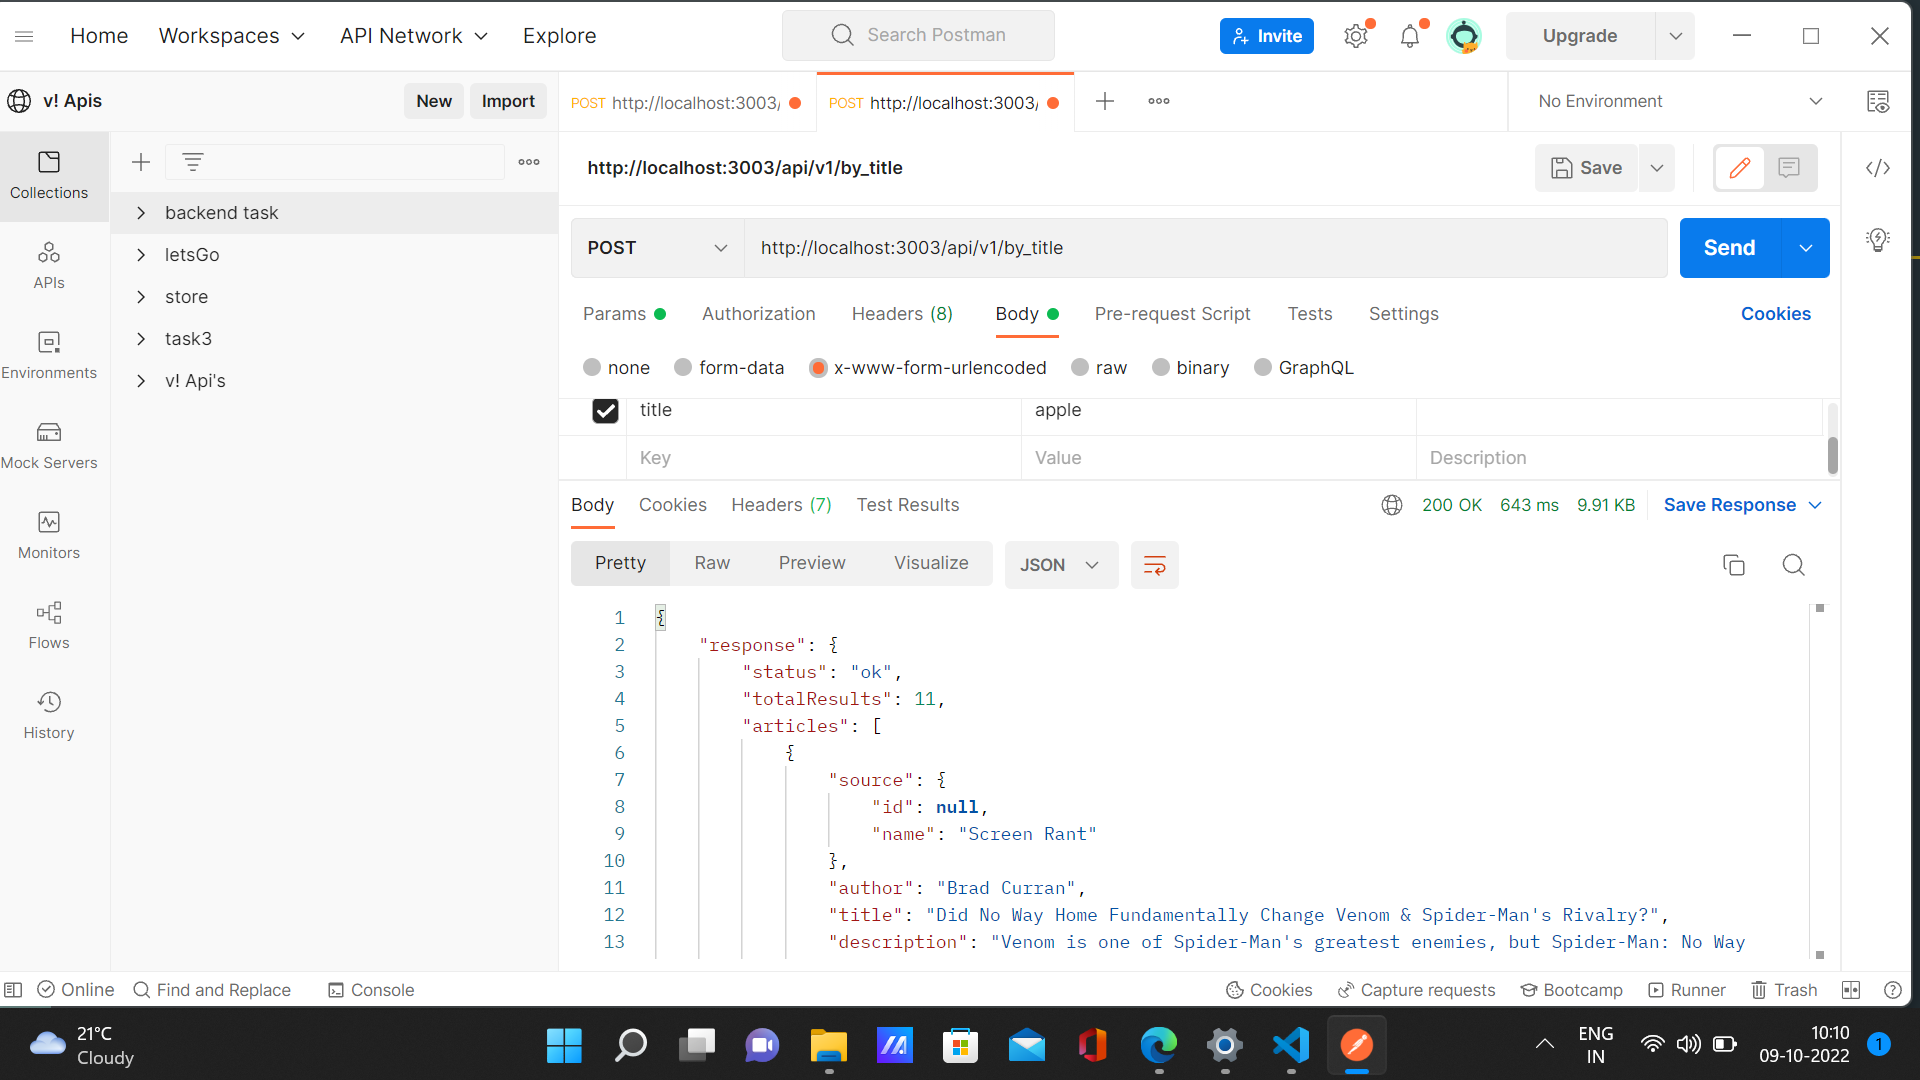 Home Workspaces API Network Explore Search Postman Invite Upgrade
v! Apis New Import POST http://localhost:3003/ POST http://localhost:3003/ No Environment
Collections
APIs
Environments
Mock Servers
Monitors
Flows
History
backend task
letsGo
store
task3
v! Api's
http://localhost:3003/api/v1/by_title Save
POST http://localhost:3003/api/v1/by_title Send
Params Authorization Headers (8) Body Pre-request Script Tests Settings Cookies
none form-data x-www-form-urlencoded raw binary GraphQL
title apple
Key Value Description
Body Cookies Headers (7) Test Results 200 OK 643 ms 9.91 KB Save Response
Pretty Raw Preview Visualize JSON
1 {
2 "response": {
3 "status": "ok",
4 "totalResults": 11,
5 "articles": [
6 {
7 "source": {
8 "id": null,
9 "name": "Screen Rant"
10 },
11 "author": "Brad Curran",
12 "title": "Did No Way Home Fundamentally Change Venom & Spider-Man's Rivalry?",
13 "description": "Venom is one of Spider-Man's greatest enemies, but Spider-Man: No Way
Online Find and Replace Console Cookies Capture requests Bootcamp Runner Trash
21°C
Cloudy
ENG
IN
10:10
09-10-2022
1